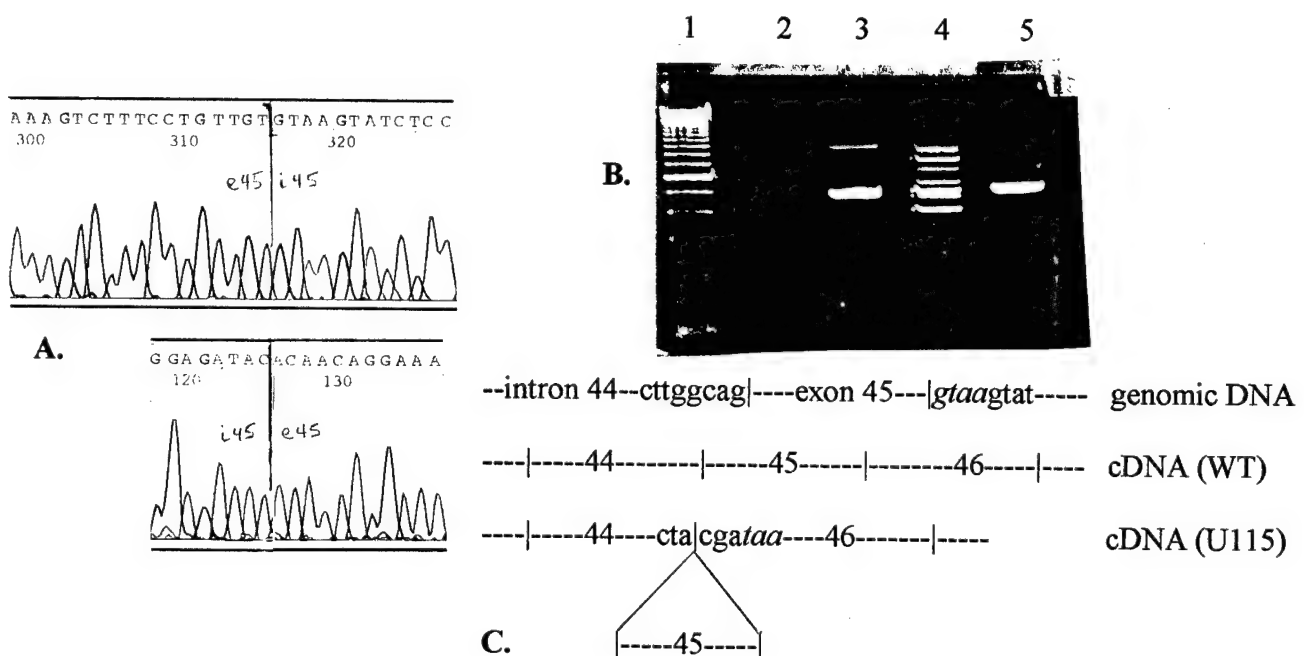 1 2 3 4 5
AAAGTCTTTCCTGTTGTGTAAGTATCTCC
300 310 320
e45 i45
B.
A.
GGAGATACACAACAGGAAA
120 130
i45 e45
--intron 44--cttggcag|----exon 45---|gtaagtat----- genomic DNA
----|-----44--------|------45------|------46-----|---- cDNA (WT)
----|-----44----cta|cgataa----46----|----- cDNA (U115)
C. |-----45-----|